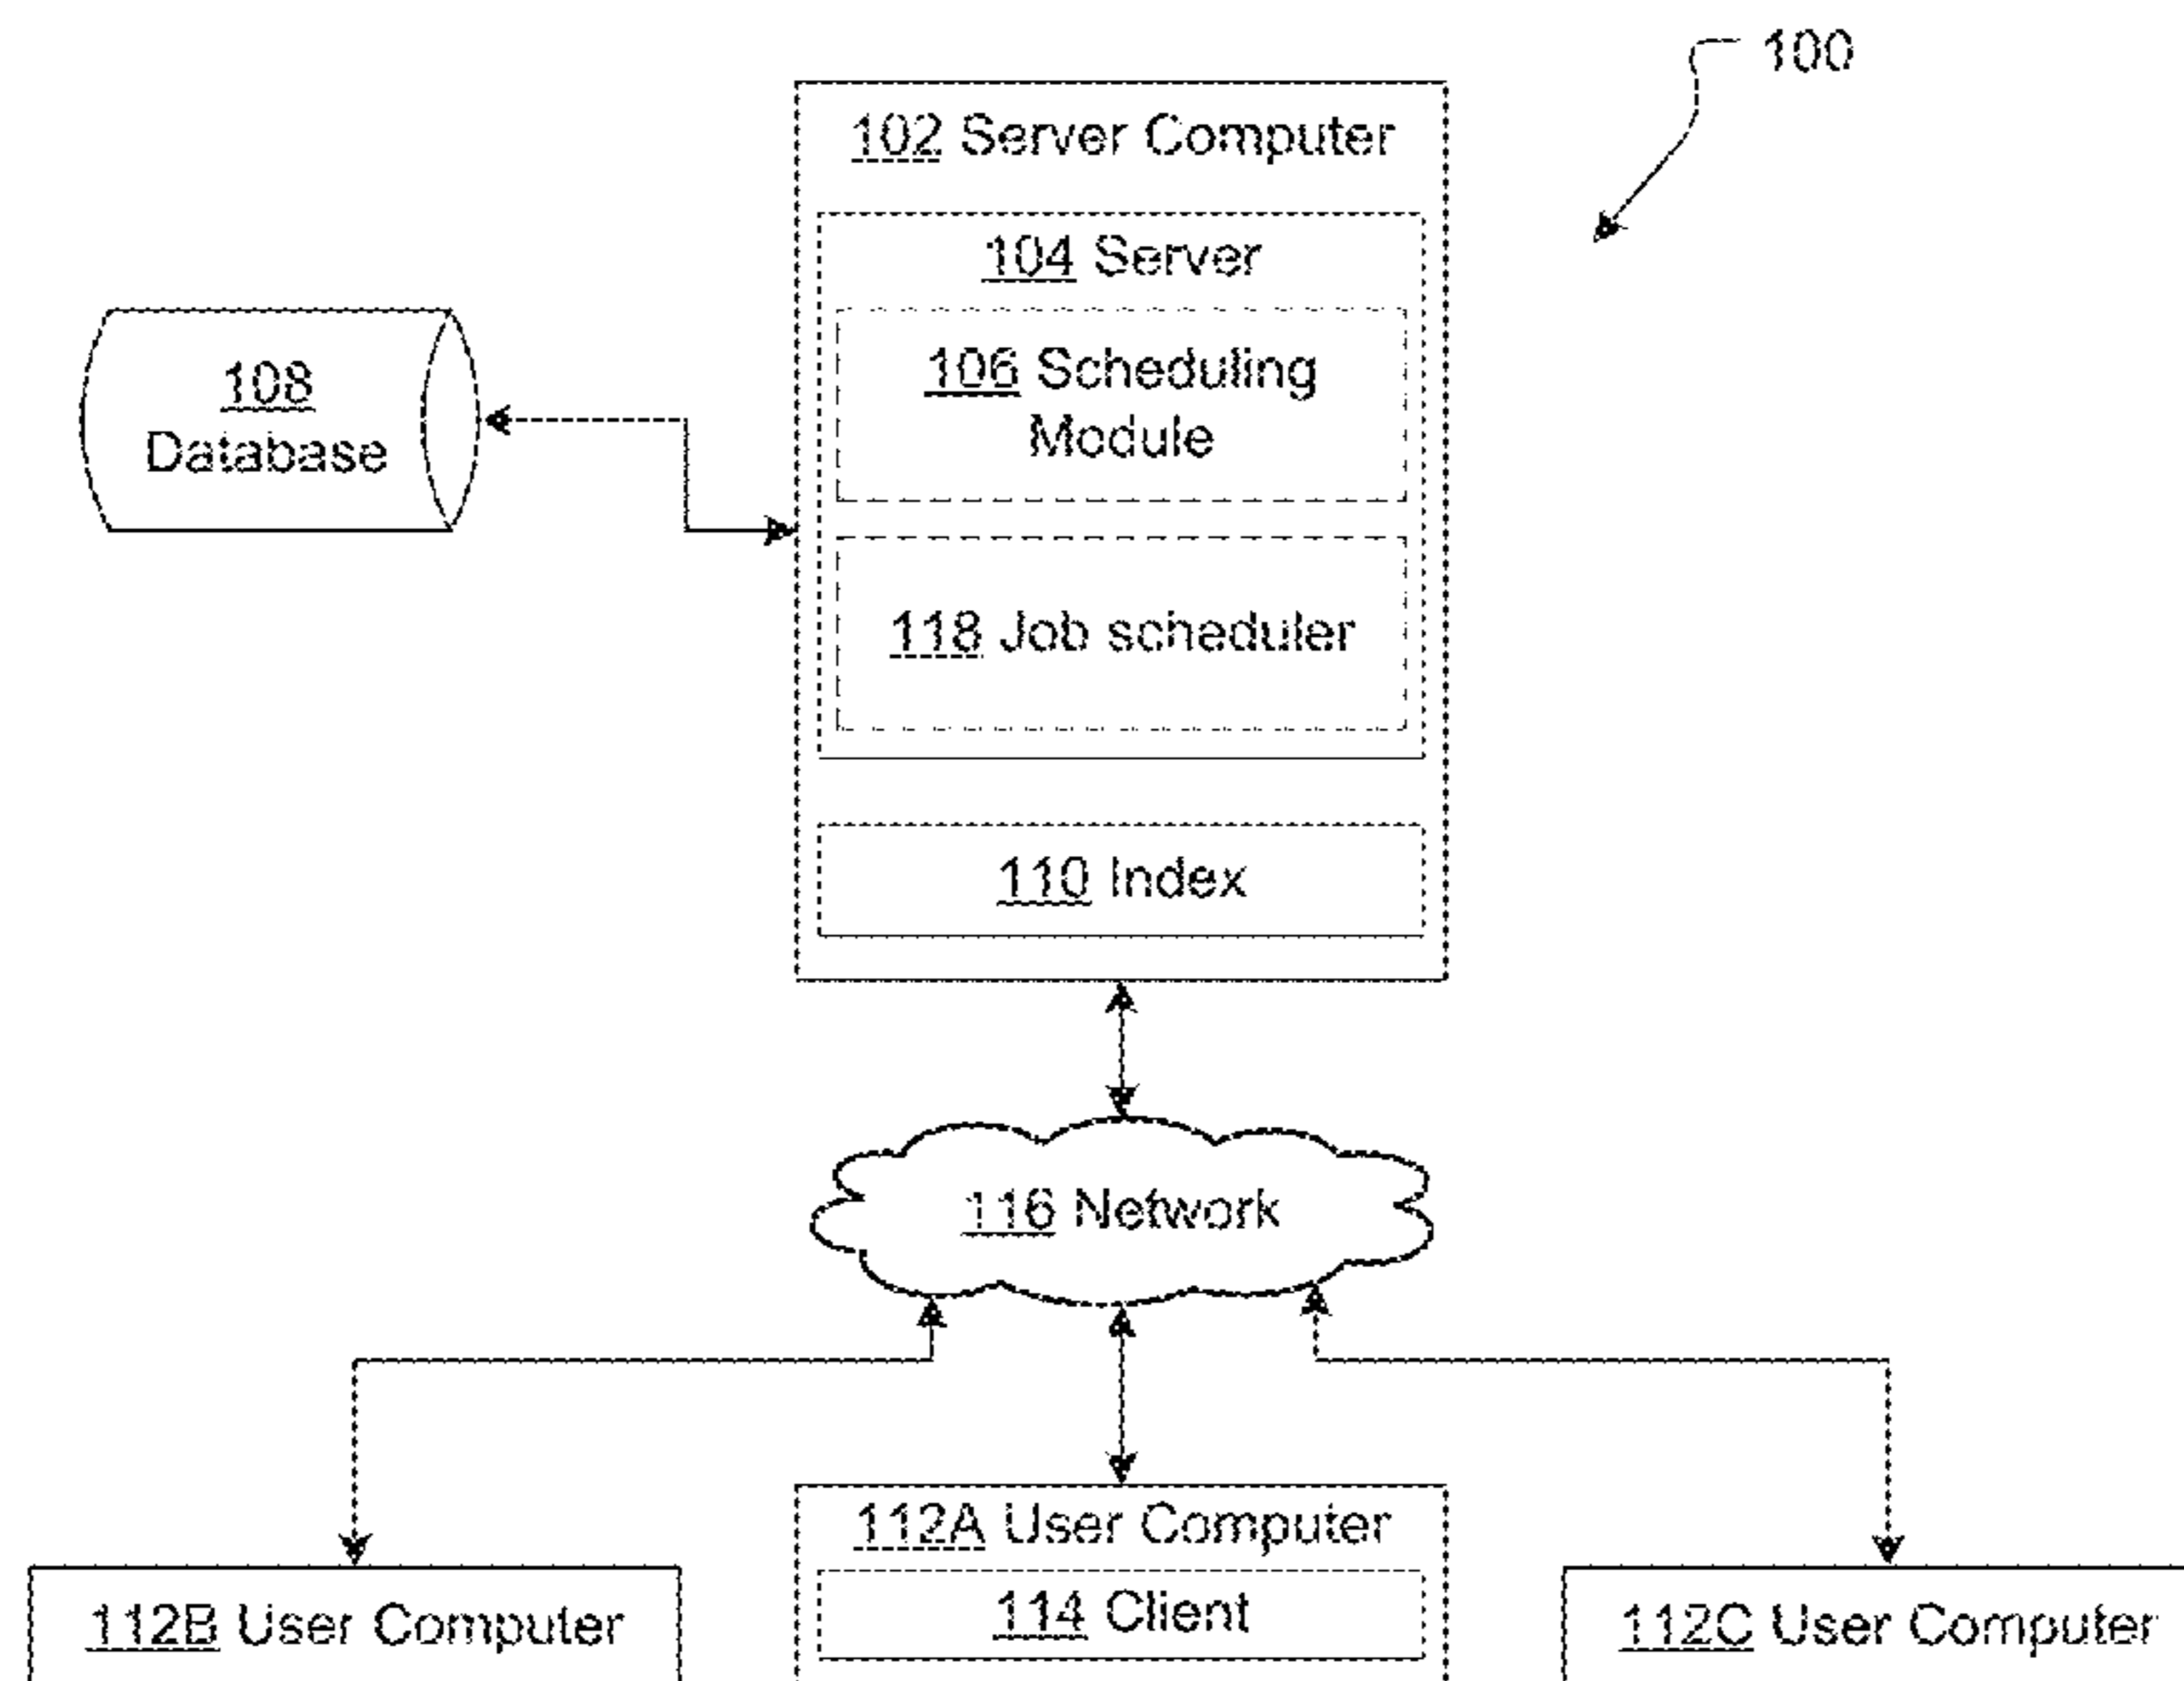 100
102 Server Computer
104 Server
106 Scheduling
Module
108
Database
118 Job scheduler
110 Index
116 Network
112A User Computer
114 Client
112B User Computer
112C User Computer